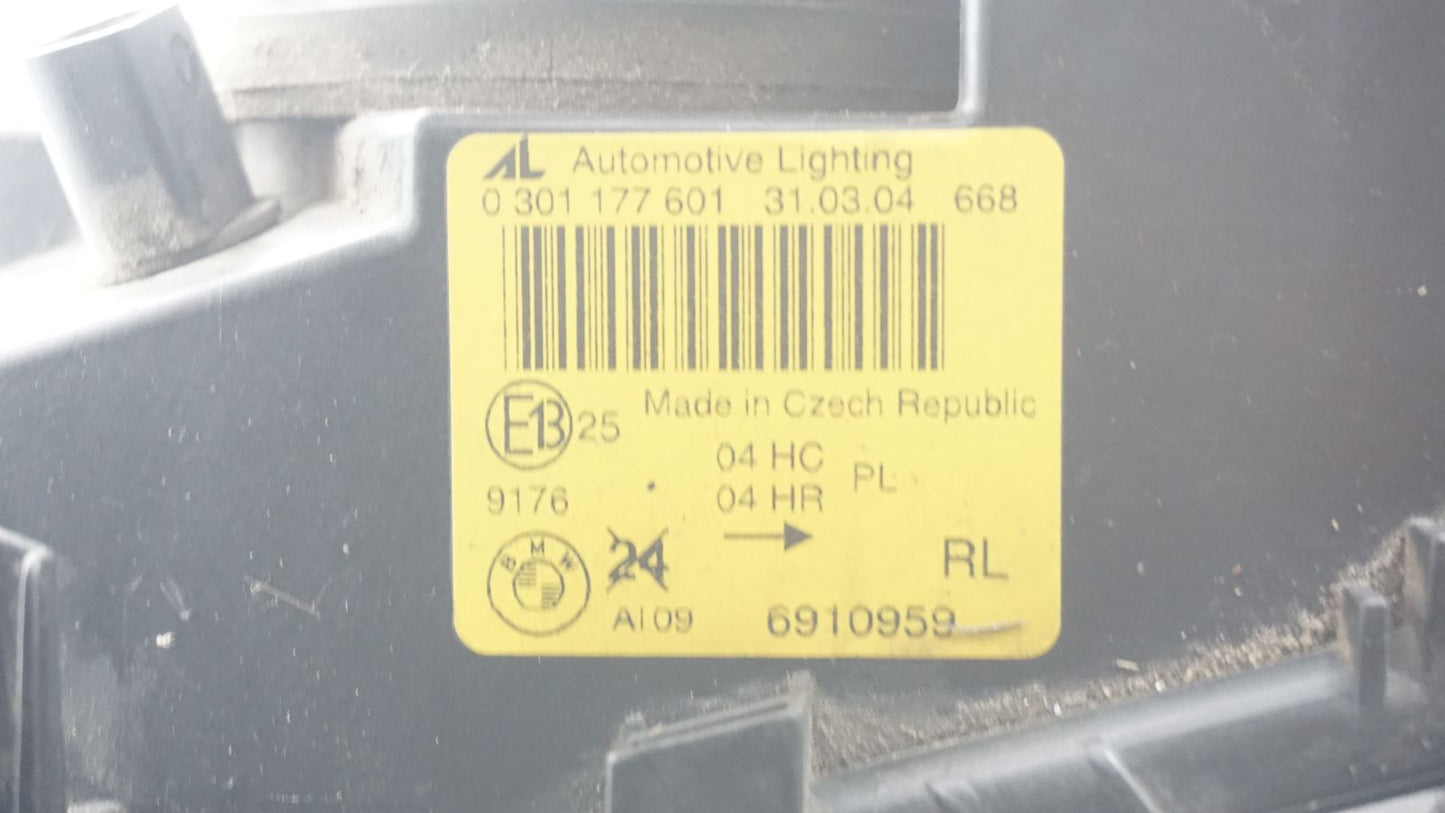 AL Automotive Lighting
0 301 177 601 31.03.04 668
Made in Czech Republic
E13 25
04 HC PL
9176 04 HR
BMW 24 RL
AI 09 6910959